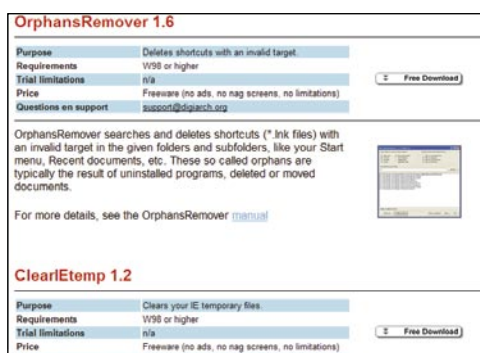 OrphansRemover 1.6
Purpose Deletes shortcuts with an invalid target.
Requirements W98 or higher
Trial limitations n/a
Price Freeware (no ads, no nag screens, no limitations)
Questions en support support@digiarch.org
Free Download
OrphansRemover searches and deletes shortcuts (*.lnk files) with
an invalid target in the given folders and subfolders, like your Start
menu, Recent documents, etc. These so called orphans are
typically the result of uninstalled programs, deleted or moved
documents.
For more details, see the OrphansRemover manual
ClearIEtemp 1.2
Purpose Clears your IE temporary files.
Requirements W98 or higher
Trial limitations n/a
Price Freeware (no ads, no nag screens, no limitations)
Free Download